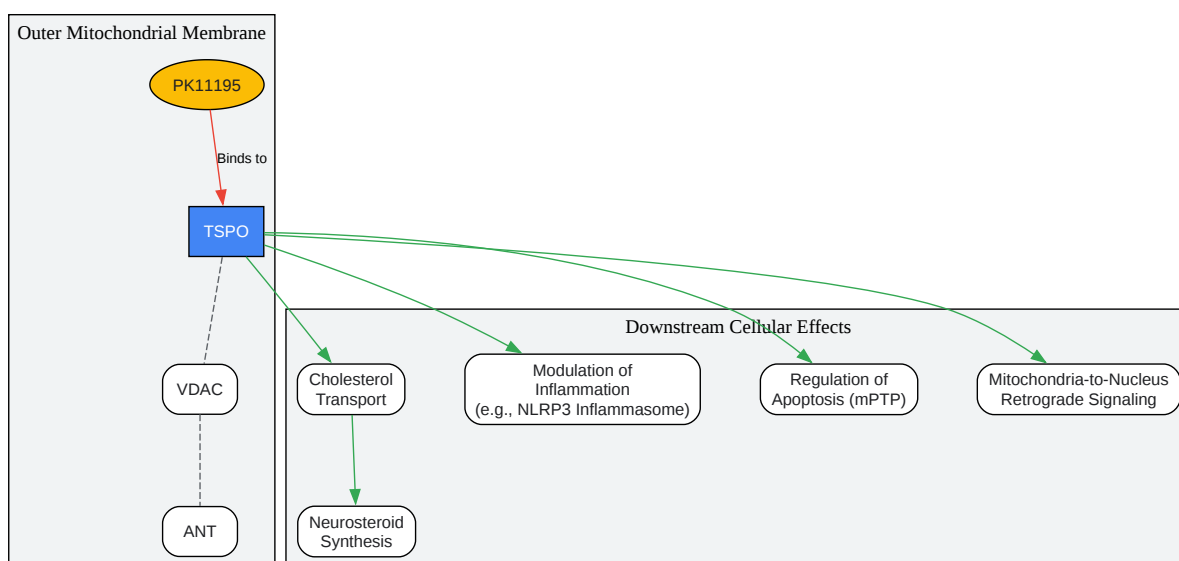 Outer Mitochondrial Membrane
PK11195
Binds to
TSPO
VDAC
ANT
Downstream Cellular Effects
Cholesterol
Transport
Modulation of
Inflammation
(e.g., NLRP3 Inflammasome)
Regulation of
Apoptosis (mPTP)
Mitochondria-to-Nucleus
Retrograde Signaling
Neurosteroid
Synthesis